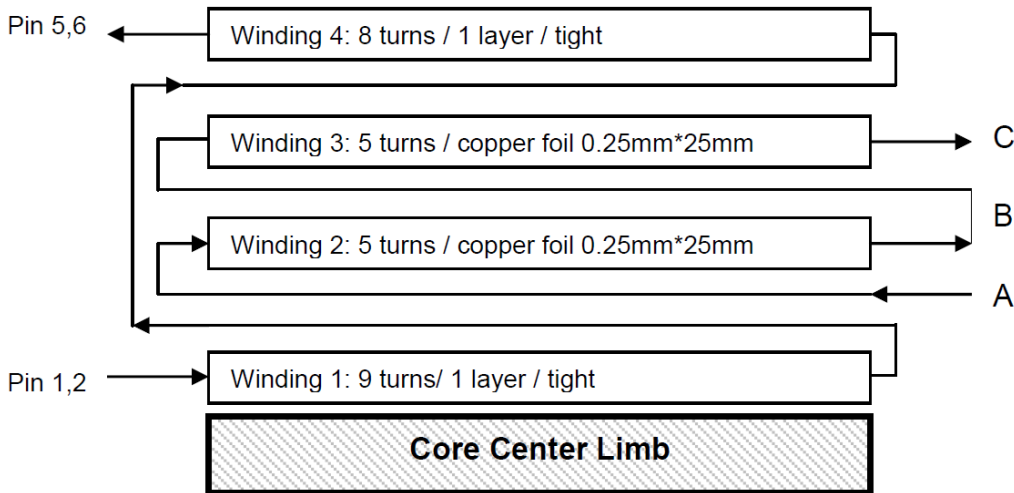 Pin 5,6
Winding 4: 8 turns / 1 layer / tight
Winding 3: 5 turns / copper foil 0.25mm*25mm
C
B
Winding 2: 5 turns / copper foil 0.25mm*25mm
A
Pin 1,2
Winding 1: 9 turns/ 1 layer / tight
Core Center Limb